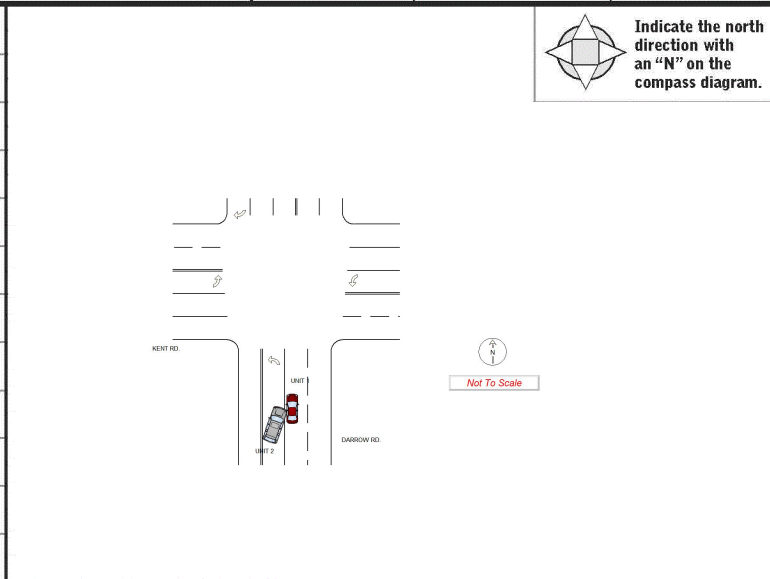 Indicate the north
direction with
an “N” on the
compass diagram.
KENT RD.
N
Not To Scale
UNIT 1
DARROW RD.
UNIT 2